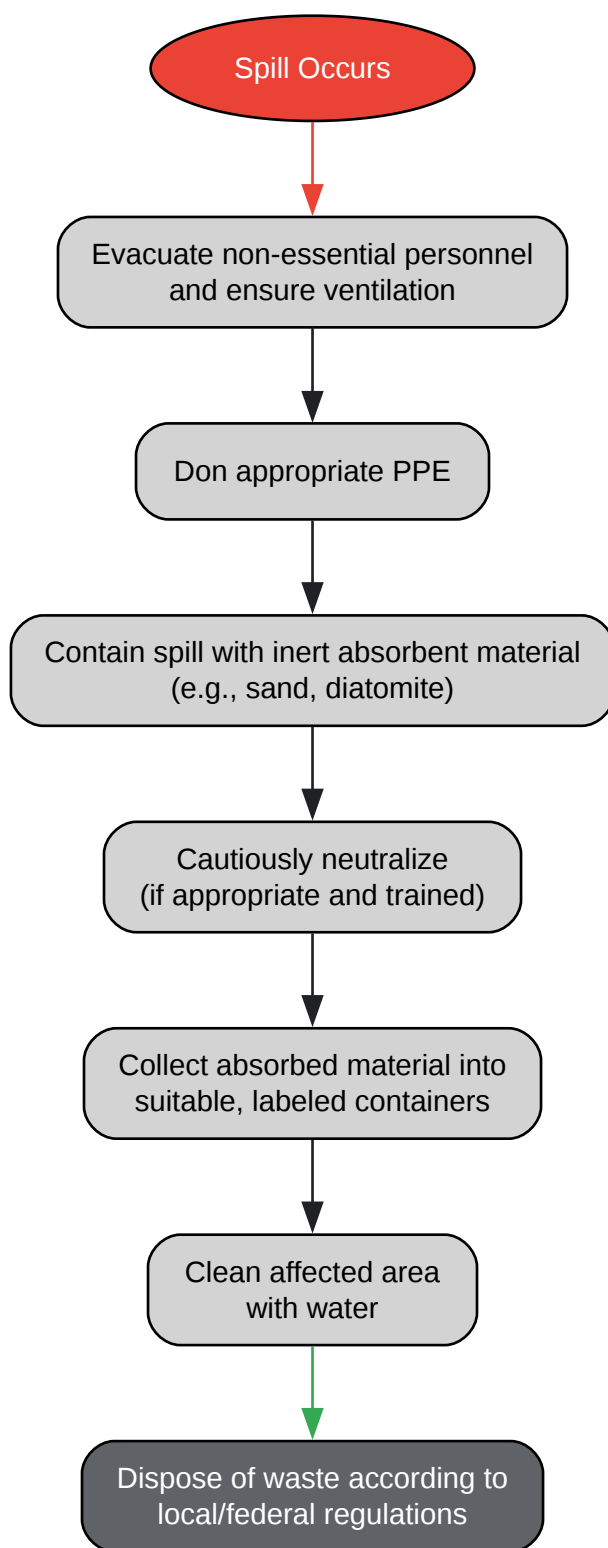 Spill Occurs
Evacuate non-essential personnel
and ensure ventilation
Don appropriate PPE
Contain spill with inert absorbent material
(e.g., sand, diatomite)
Cautiously neutralize
(if appropriate and trained)
Collect absorbed material into
suitable, labeled containers
Clean affected area
with water
Dispose of waste according to
local/federal regulations